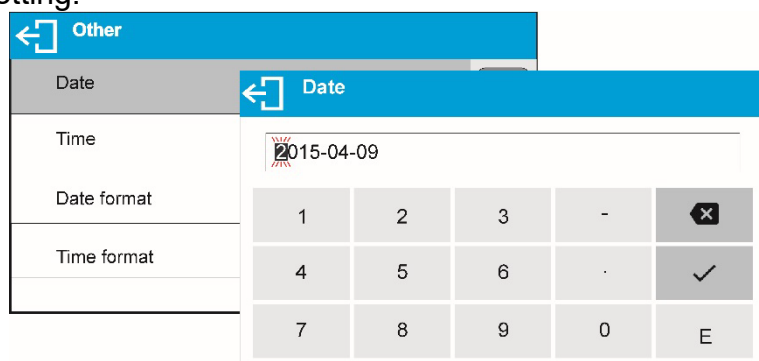 Other
Date
Time
Date format
Time format
Date
2015-04-09
1 2 3 -
4 5 6 .
7 8 9 0 E